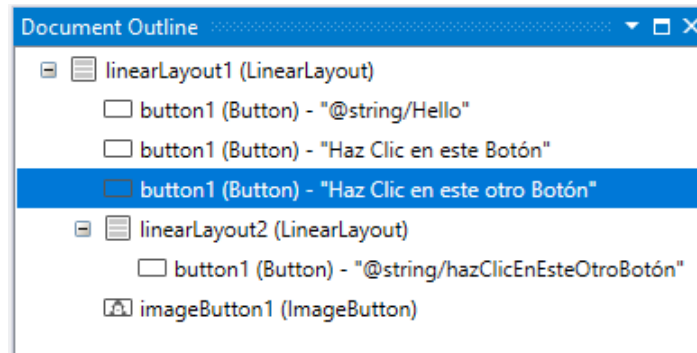 Document Outline
linearLayout1 (LinearLayout)
button1 (Button) - "@string/Hello"
button1 (Button) - "Haz Clic en este Botón"
button1 (Button) - "Haz Clic en este otro Botón"
linearLayout2 (LinearLayout)
button1 (Button) - "@string/hazClicEnEsteOtroBotón"
imageButton1 (ImageButton)